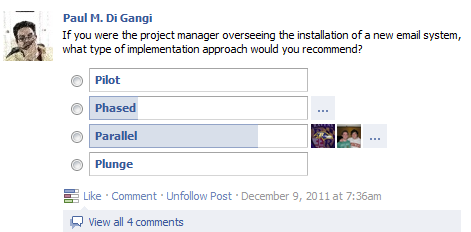 Paul M. Di Gangi
If you were the project manager overseeing the installation of a new email system,
what type of implementation approach would you recommend?
Pilot
Phased
...
Parallel
...
Plunge
Like · Comment · Unfollow Post · December 9, 2011 at 7:36am
View all 4 comments